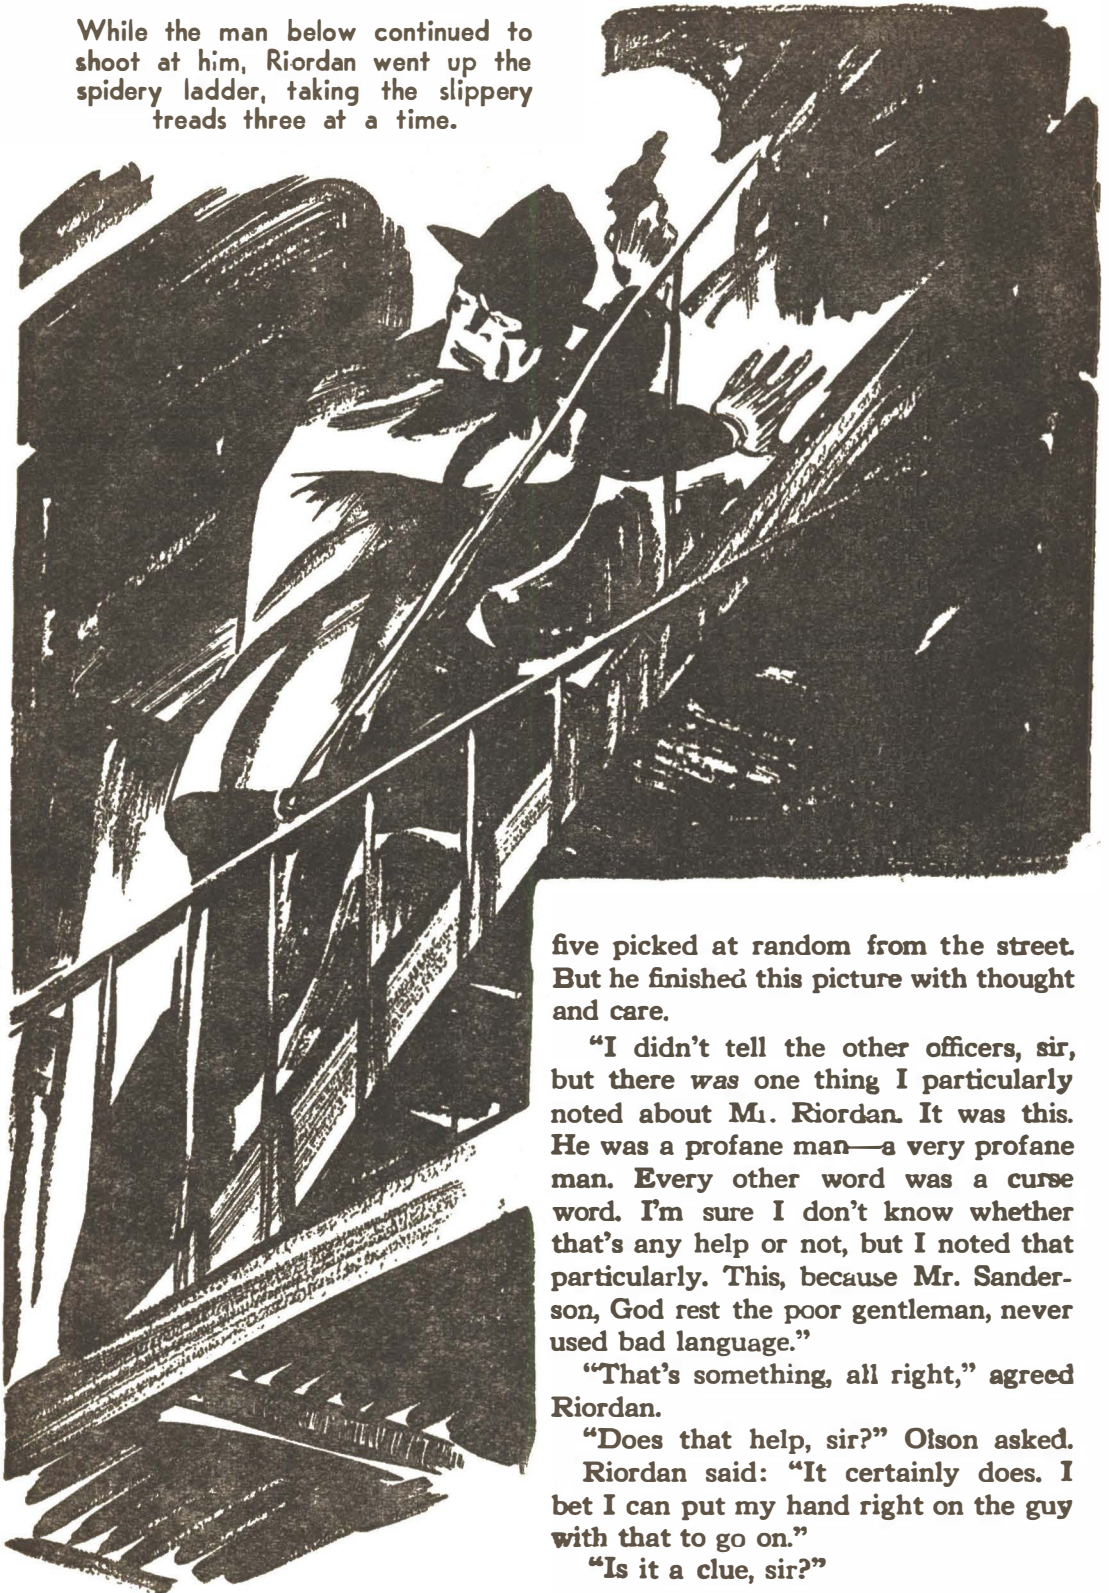 While the man below continued to
shoot at him, Riordan went up the
spidery ladder, taking the slippery
treads three at a time.
five picked at random from the street.
But he finished this picture with thought
and care.
“I didn't tell the other officers, sir,
but there was one thing I particularly
noted about Mr. Riordan. It was this.
He was a profane man—a very profane
man. Every other word was a curse
word. I'm sure I don't know whether
that's any help or not, but I noted that
particularly. This, because Mr. Sander-
son, God rest the poor gentleman, never
used bad language.”
“That's something, all right,” agreed
Riordan.
“Does that help, sir?” Olson asked.
Riordan said: “It certainly does. I
bet I can put my hand right on the guy
with that to go on.”
“Is it a clue, sir?”